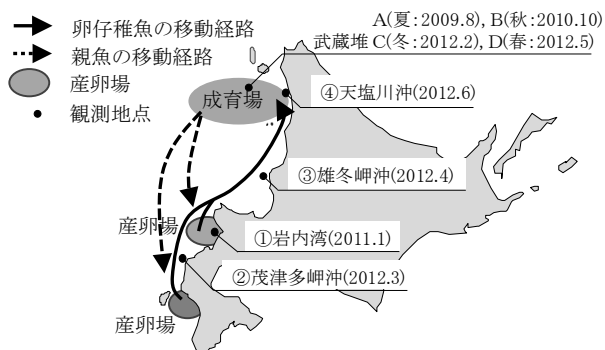 A(夏:2009.8), B(秋:2010.10)
武蔵堆 C(冬:2012.2), D(春:2012.5)
卵仔稚魚の移動経路
親魚の移動経路
産卵場
観測地点
成育場
④天塩川沖(2012.6)
③雄冬岬沖(2012.4)
産卵場
①岩内湾(2011.1)
②茂津多岬沖(2012.3)
産卵場